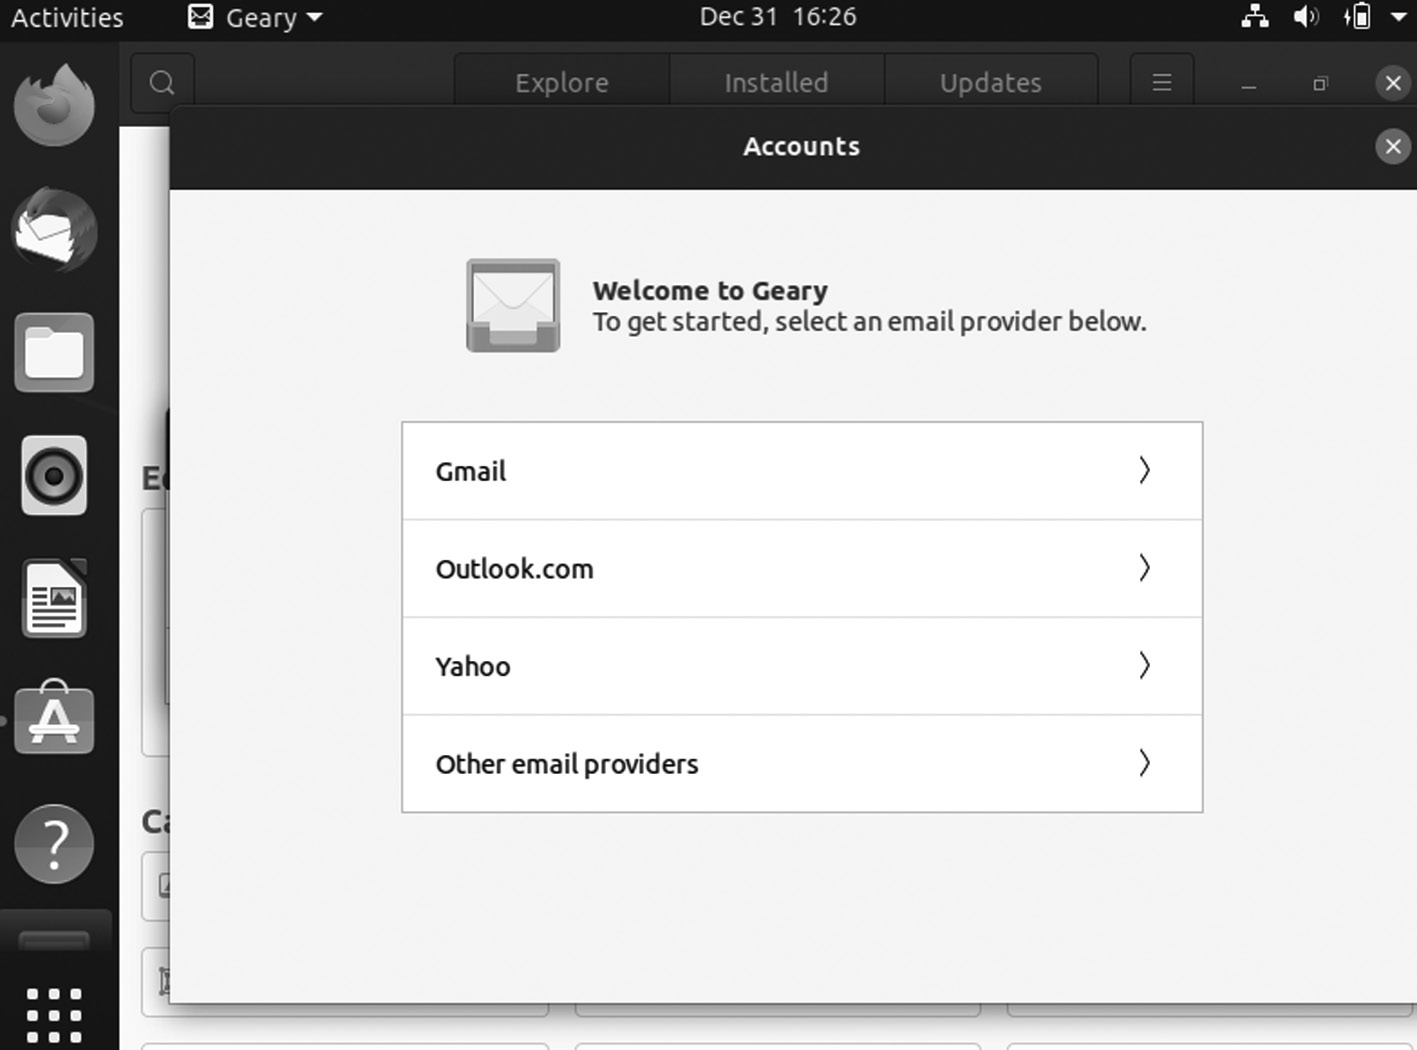 Activities
Geary
Dec 31 16:26
Explore
Installed
Updates
Accounts
Welcome to Geary
To get started, select an email provider below.
Gmail
Outlook.com
Yahoo
Other email providers